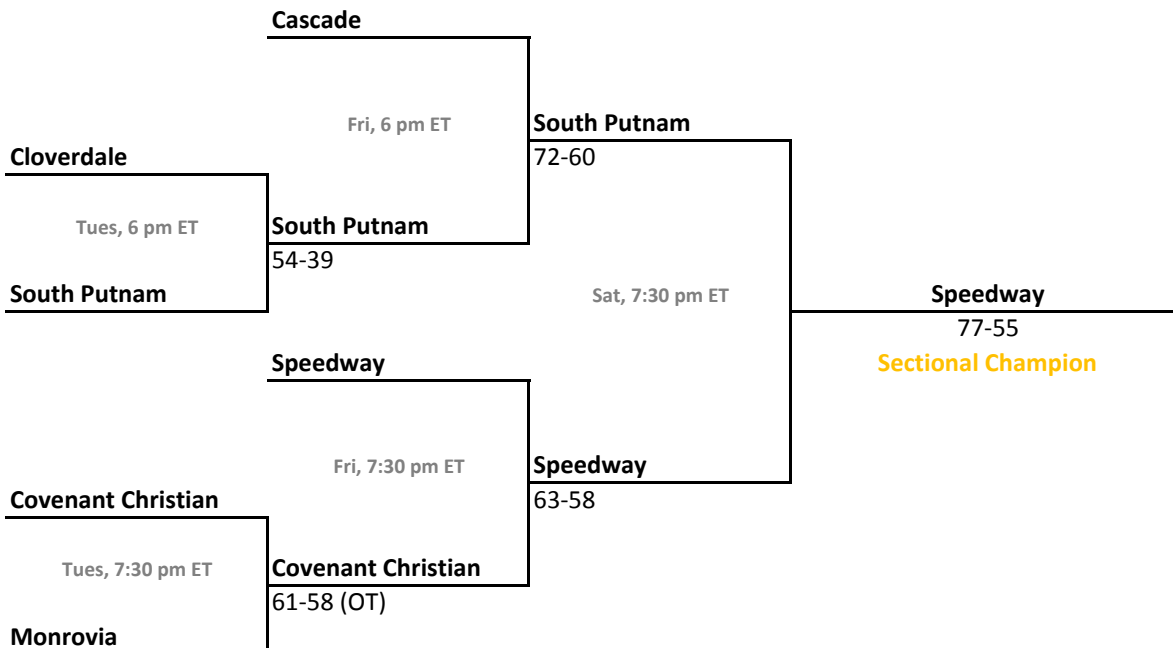 Cascade
Fri, 6 pm ET
South Putnam
72-60
Cloverdale
Tues, 6 pm ET
South Putnam
54-39
South Putnam
Sat, 7:30 pm ET
Speedway
77-55
Sectional Champion
Speedway
Fri, 7:30 pm ET
Speedway
63-58
Covenant Christian
Tues, 7:30 pm ET
Covenant Christian
61-58 (OT)
Monrovia